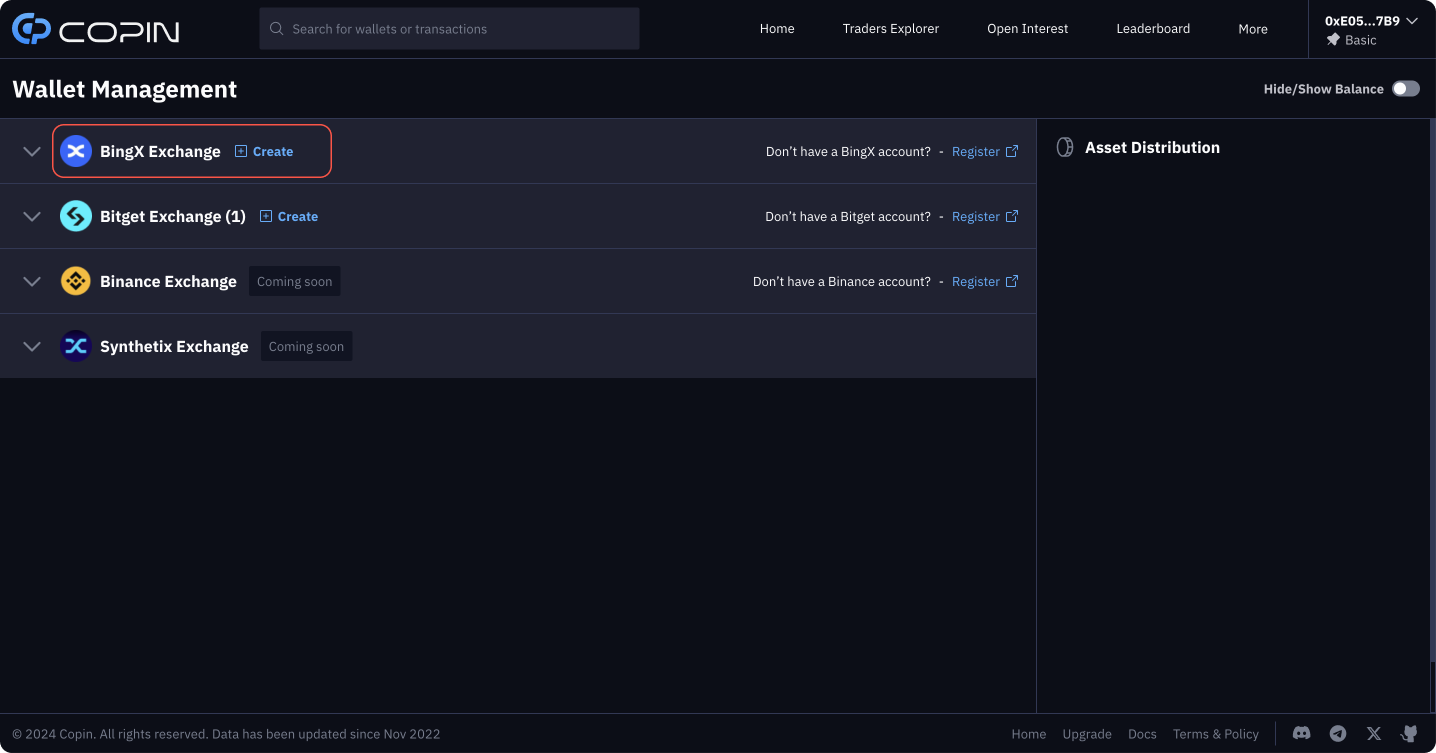 COPIN
Search for wallets or transactions
Home
Traders Explorer
Open Interest
Leaderboard
More
0xE05...7B9
Basic
Wallet Management
Hide/Show Balance
BingX Exchange Create Don't have a BingX account? - Register
Asset Distribution
Bitget Exchange (1) Create Don't have a Bitget account? - Register
Binance Exchange Coming soon Don't have a Binance account? - Register
Synthetix Exchange Coming soon
© 2024 Copin. All rights reserved. Data has been updated since Nov 2022
Home Upgrade Docs Terms & Policy